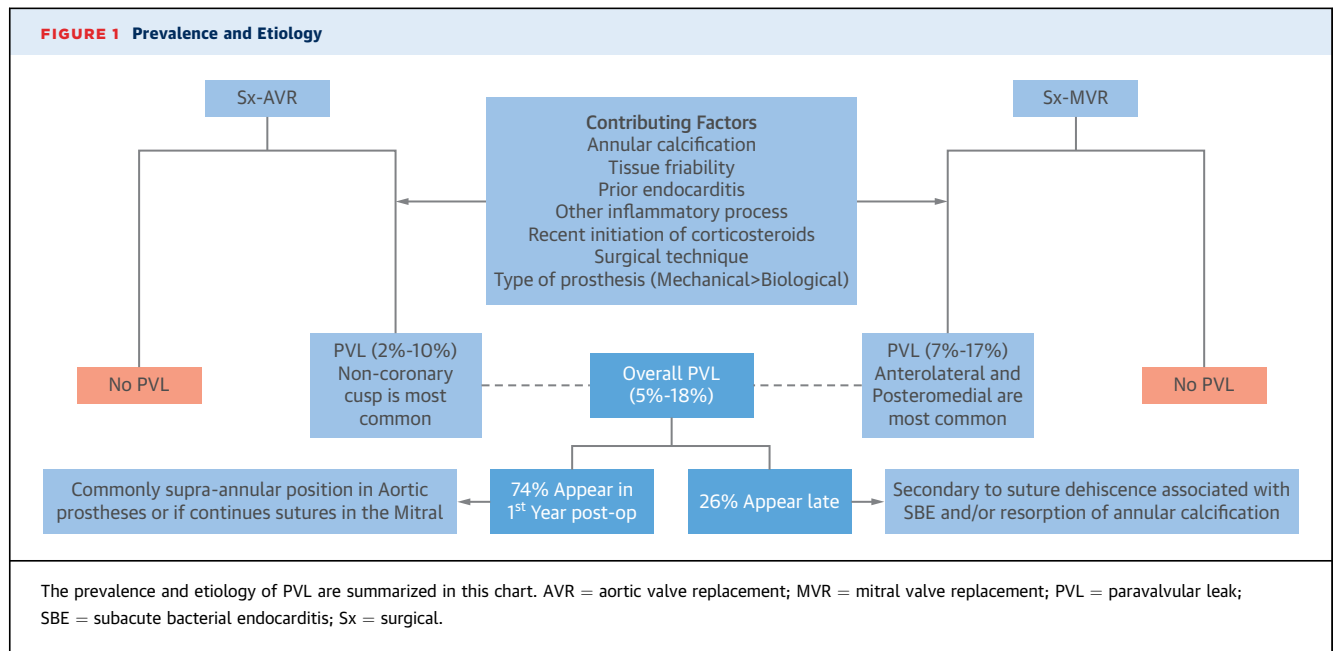 FIGURE 1 Prevalence and Etiology
Sx-AVR
Contributing Factors
Annular calcification
Tissue friability
Prior endocarditis
Other inflammatory process
Recent initiation of corticosteroids
Surgical technique
Type of prosthesis (Mechanical>Biological)
Sx-MVR
No PVL
PVL (2%-10%)
Non-coronary
cusp is most
common
Overall PVL
(5%-18%)
PVL (7%-17%)
Anterolateral and
Posteromedial are
most common
No PVL
Commonly supra-annular position in Aortic
prostheses or if continues sutures in the Mitral
74% Appear in
1st Year post-op
26% Appear late
Secondary to suture dehiscence associated with
SBE and/or resorption of annular calcification
The prevalence and etiology of PVL are summarized in this chart. AVR = aortic valve replacement; MVR = mitral valve replacement; PVL = paravalvular leak;
SBE = subacute bacterial endocarditis; Sx = surgical.